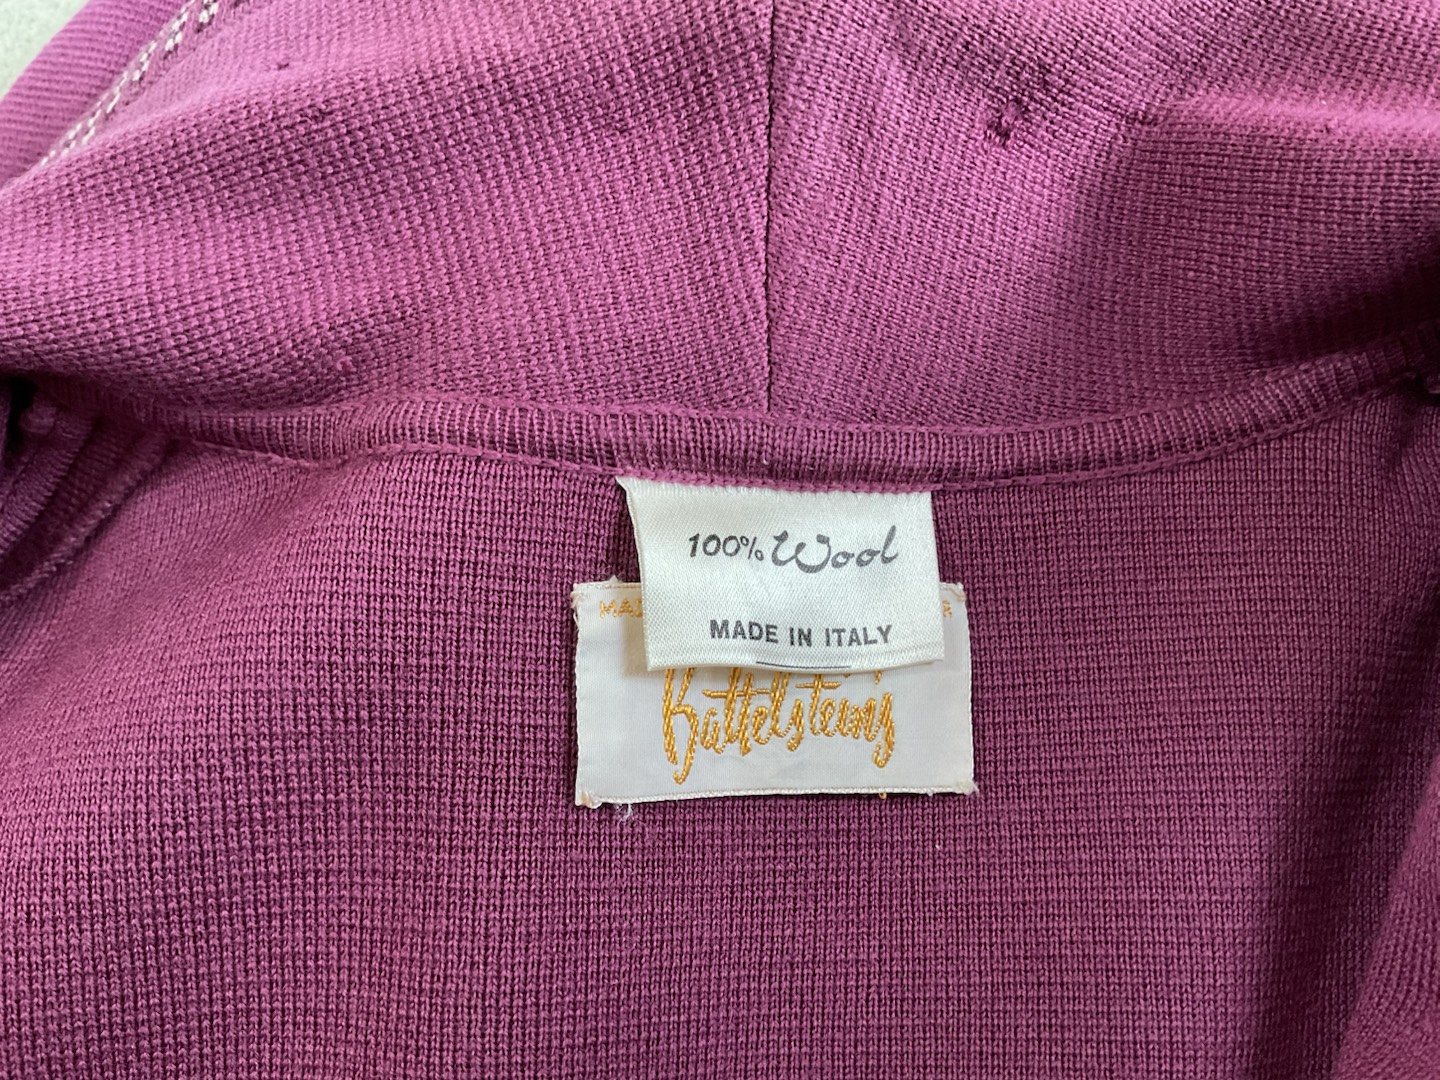 100% Wool
MADE IN ITALY
Battelstein's